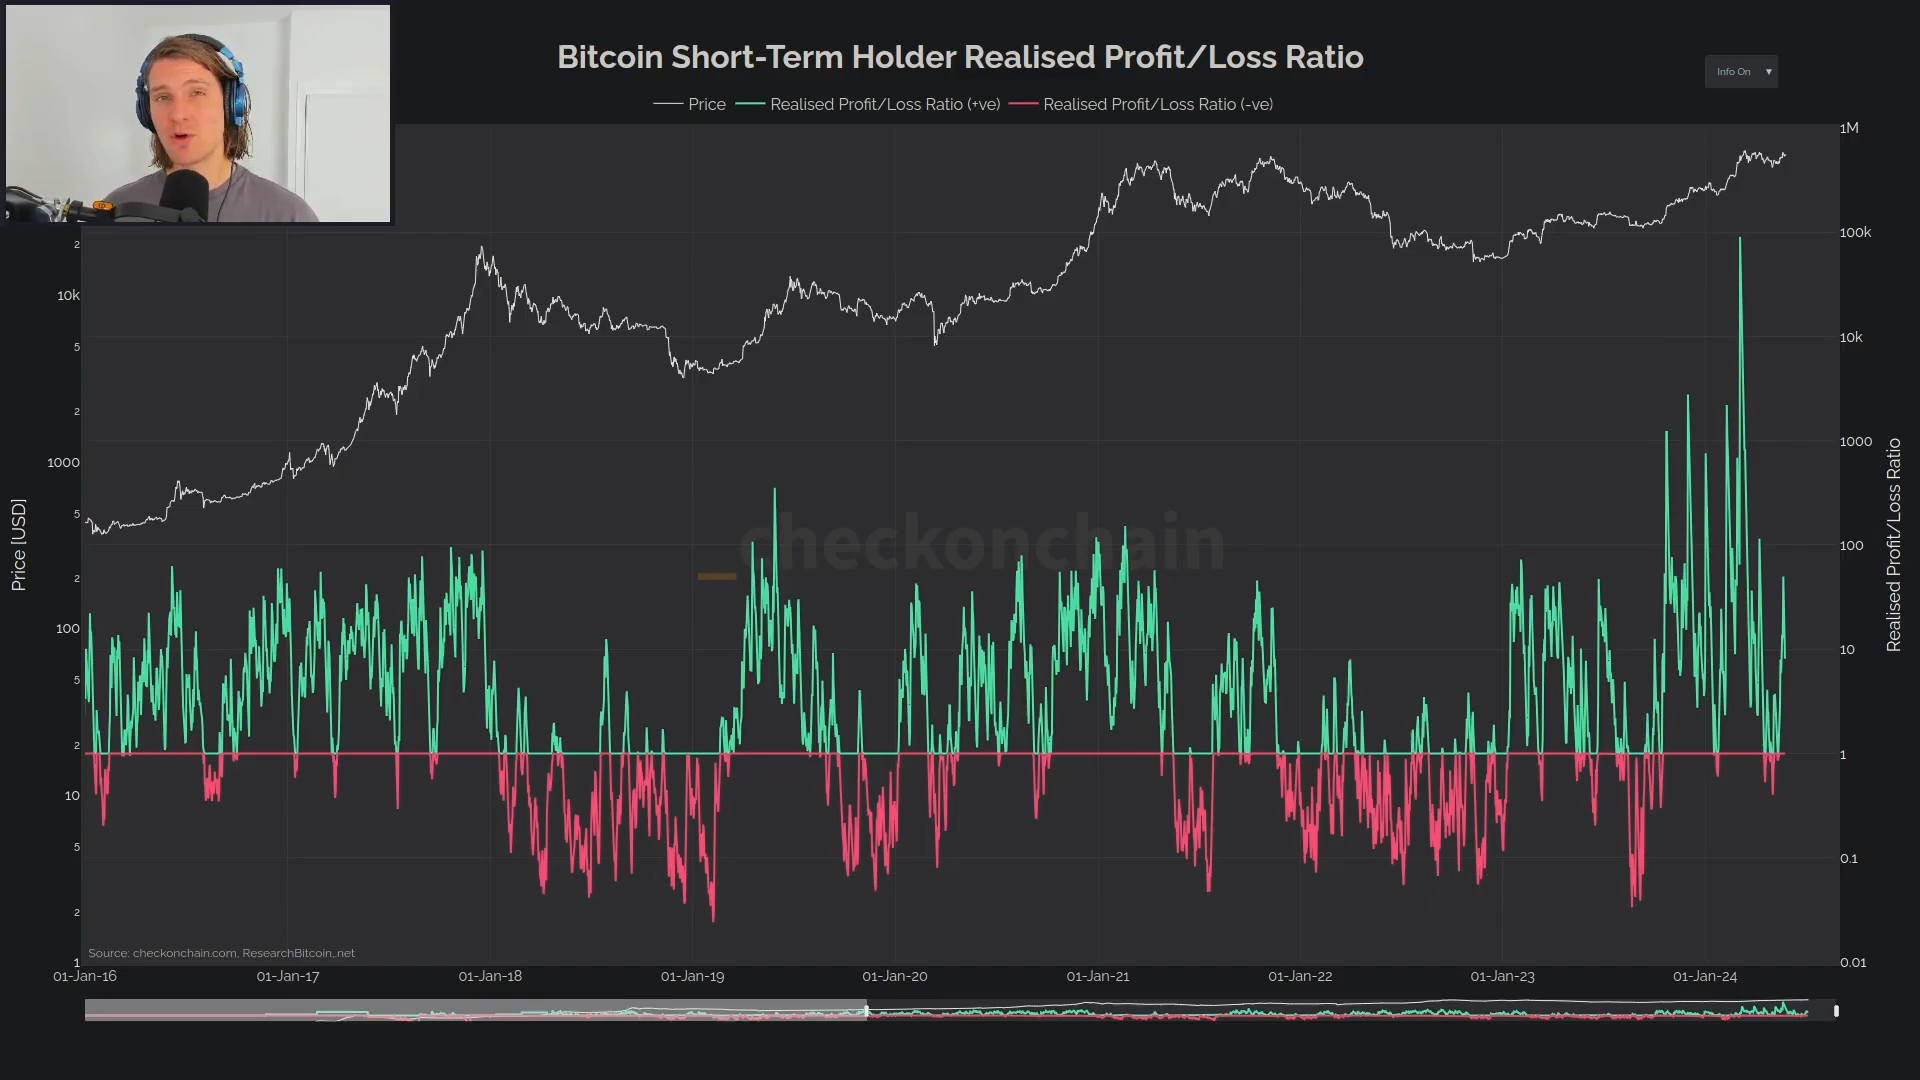 Bitcoin Short-Term Holder Realised Profit/Loss Ratio
Info On ▼
Price
Realised Profit/Loss Ratio (+ve)
Realised Profit/Loss Ratio (-ve)
2
10k
5
2
1000
5
2
100
5
2
10
5
2
1
Price [USD]
1M
100k
10k
1000
100
10
1
0.1
0.01
Realised Profit/Loss Ratio
_checkonchain
Source: checkonchain.com, ResearchBitcoin,.net
01-Jan-16
01-Jan-17
01-Jan-18
01-Jan-19
01-Jan-20
01-Jan-21
01-Jan-22
01-Jan-23
01-Jan-24